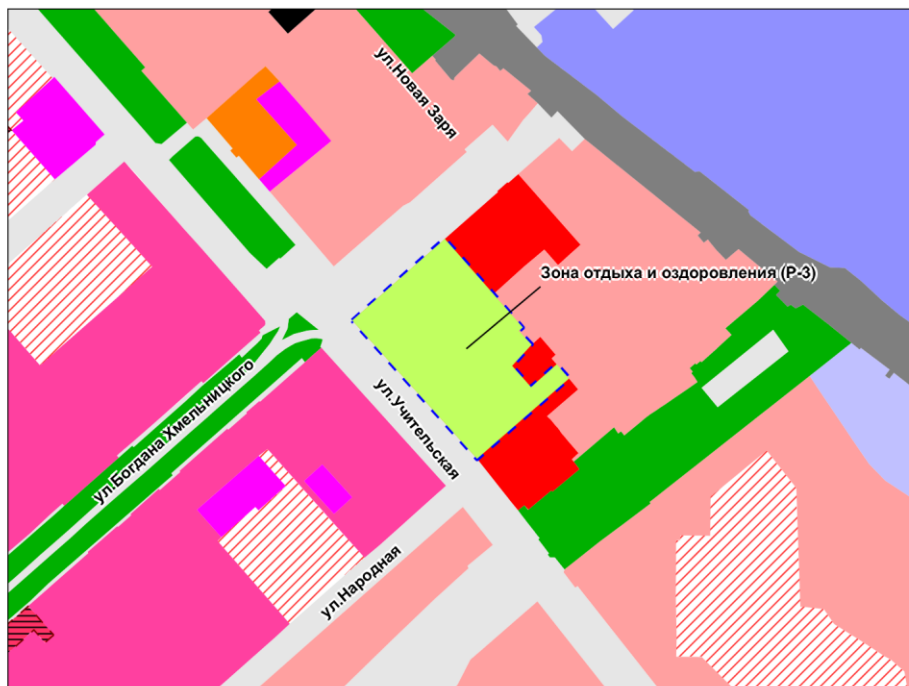 ул.Новая Заря
Зона отдыха и оздоровления (Р-3)
ул.Богдана Хмельницкого
ул.Учительская
ул.Народная